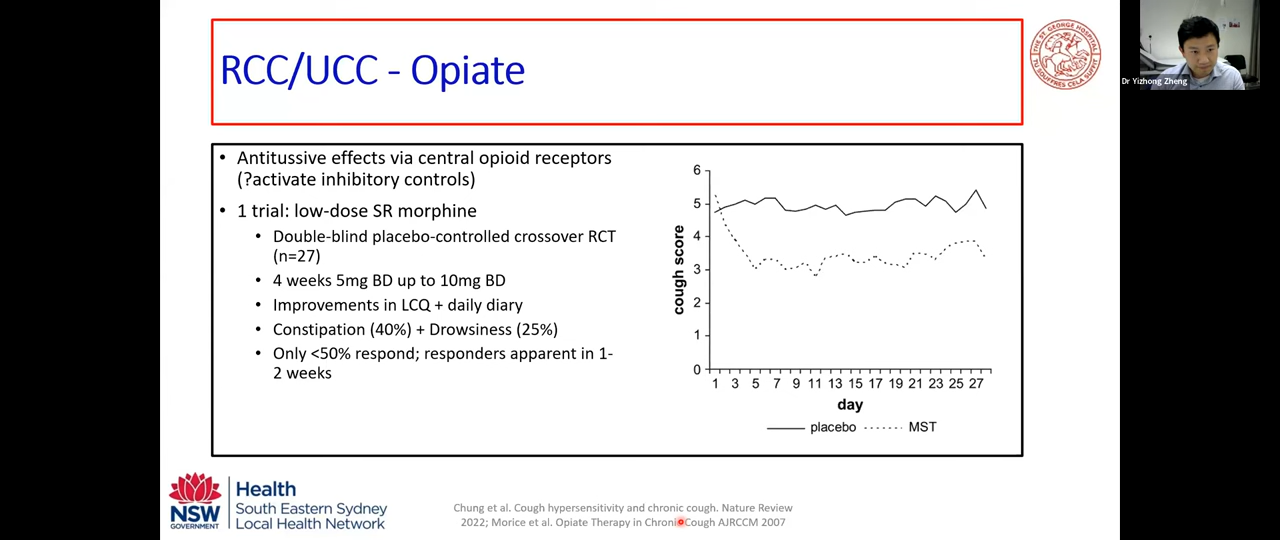 RCC/UCC - Opiate
Dr Yizhong Zheng
• Antitussive effects via central opioid receptors
(?activate inhibitory controls)
• 1 trial: low-dose SR morphine
• Double-blind placebo-controlled crossover RCT
(n=27)
• 4 weeks 5mg BD up to 10mg BD
• Improvements in LCQ + daily diary
• Constipation (40%) + Drowsiness (25%)
• Only <50% respond; responders apparent in 1-
2 weeks
cough score
6
5
4
3
2
1
0
1 3 5 7 9 11 13 15 17 19 21 23 25 27
day
placebo MST
NSW
GOVERNMENT
Health
South Eastern Sydney
Local Health Network
Chung et al. Cough hypersensitivity and chronic cough. Nature Review
2022; Morice et al. Opiate Therapy in Chronic Cough AJRCCM 2007